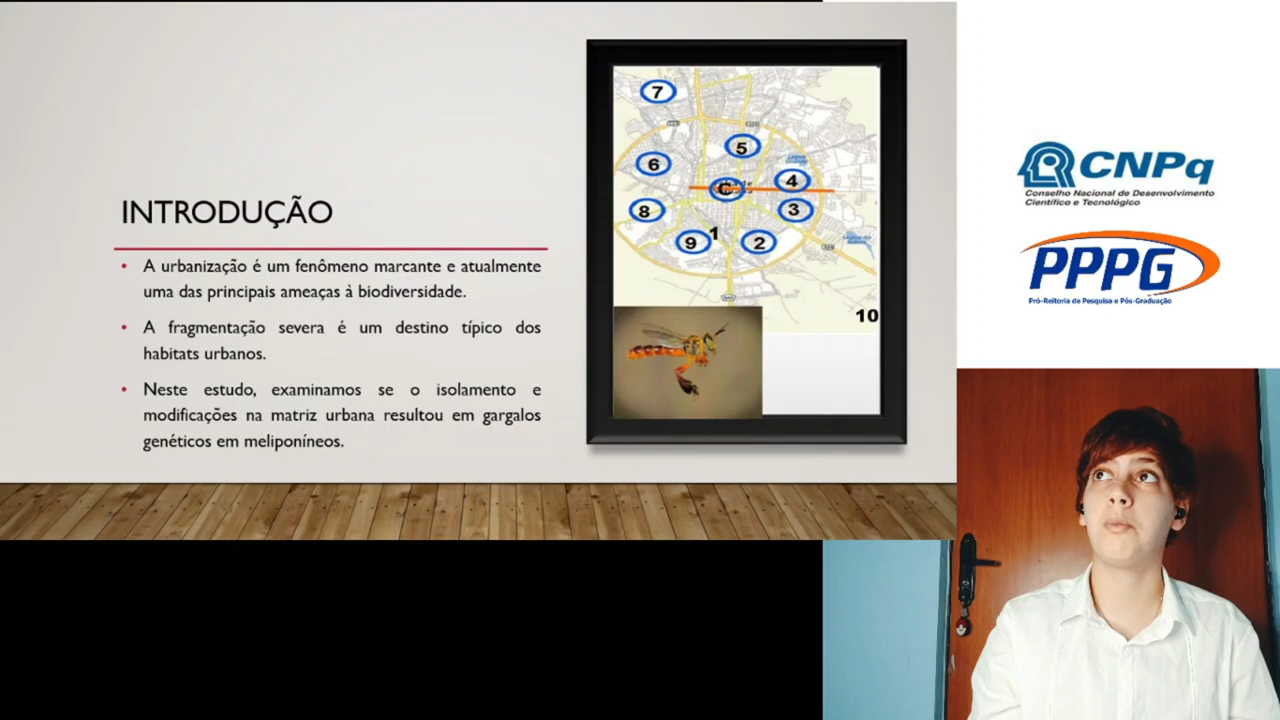 INTRODUÇÃO
• A urbanização é um fenômeno marcante e atualmente
uma das principais ameaças à biodiversidade.
• A fragmentação severa é um destino típico dos
habitats urbanos.
• Neste estudo, examinamos se o isolamento e
modificações na matriz urbana resultou em gargalos
genéticos em meliponíneos.
7
5
6
4
C
8
3
1
9
2
10
CNPq
Conselho Nacional de Desenvolvimento
Científico e Tecnológico
PPPG
Pró-Reitoria de Pesquisa e Pós-Graduação